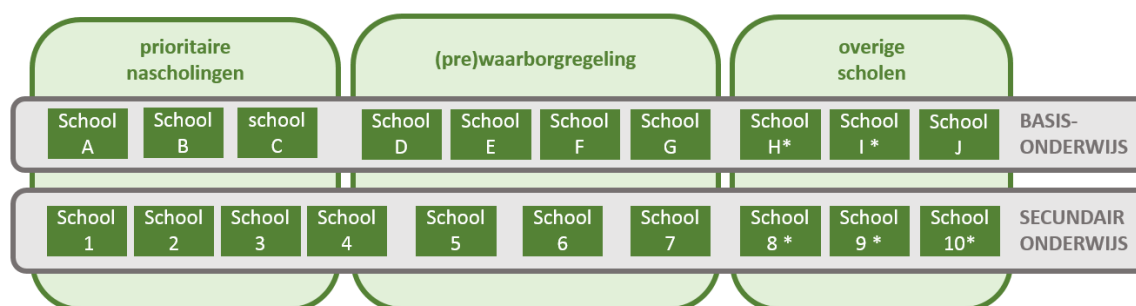 prioritaire
nascholingen
(pre)waarborgregeling
overige
scholen
School
A
School
B
school
C
School
D
School
E
School
F
School
G
School
H*
School
I *
School
J
BASIS-
ONDERWIJS
School
1
School
2
School
3
School
4
School
5
School
6
School
7
School
8 *
School
9 *
School
10*
SECUNDAIR
ONDERWIJS